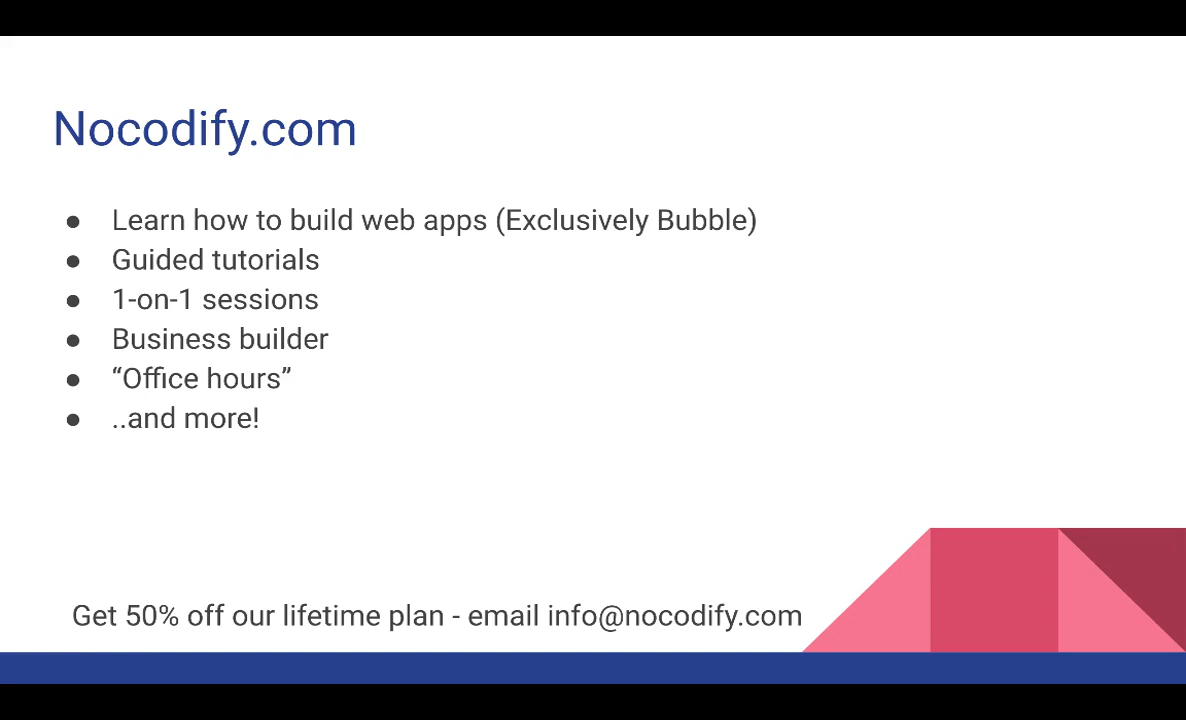 Nocodify.com
● Learn how to build web apps (Exclusively Bubble)
● Guided tutorials
● 1-on-1 sessions
● Business builder
● “Office hours”
● ..and more!
Get 50% off our lifetime plan - email info@nocodify.com